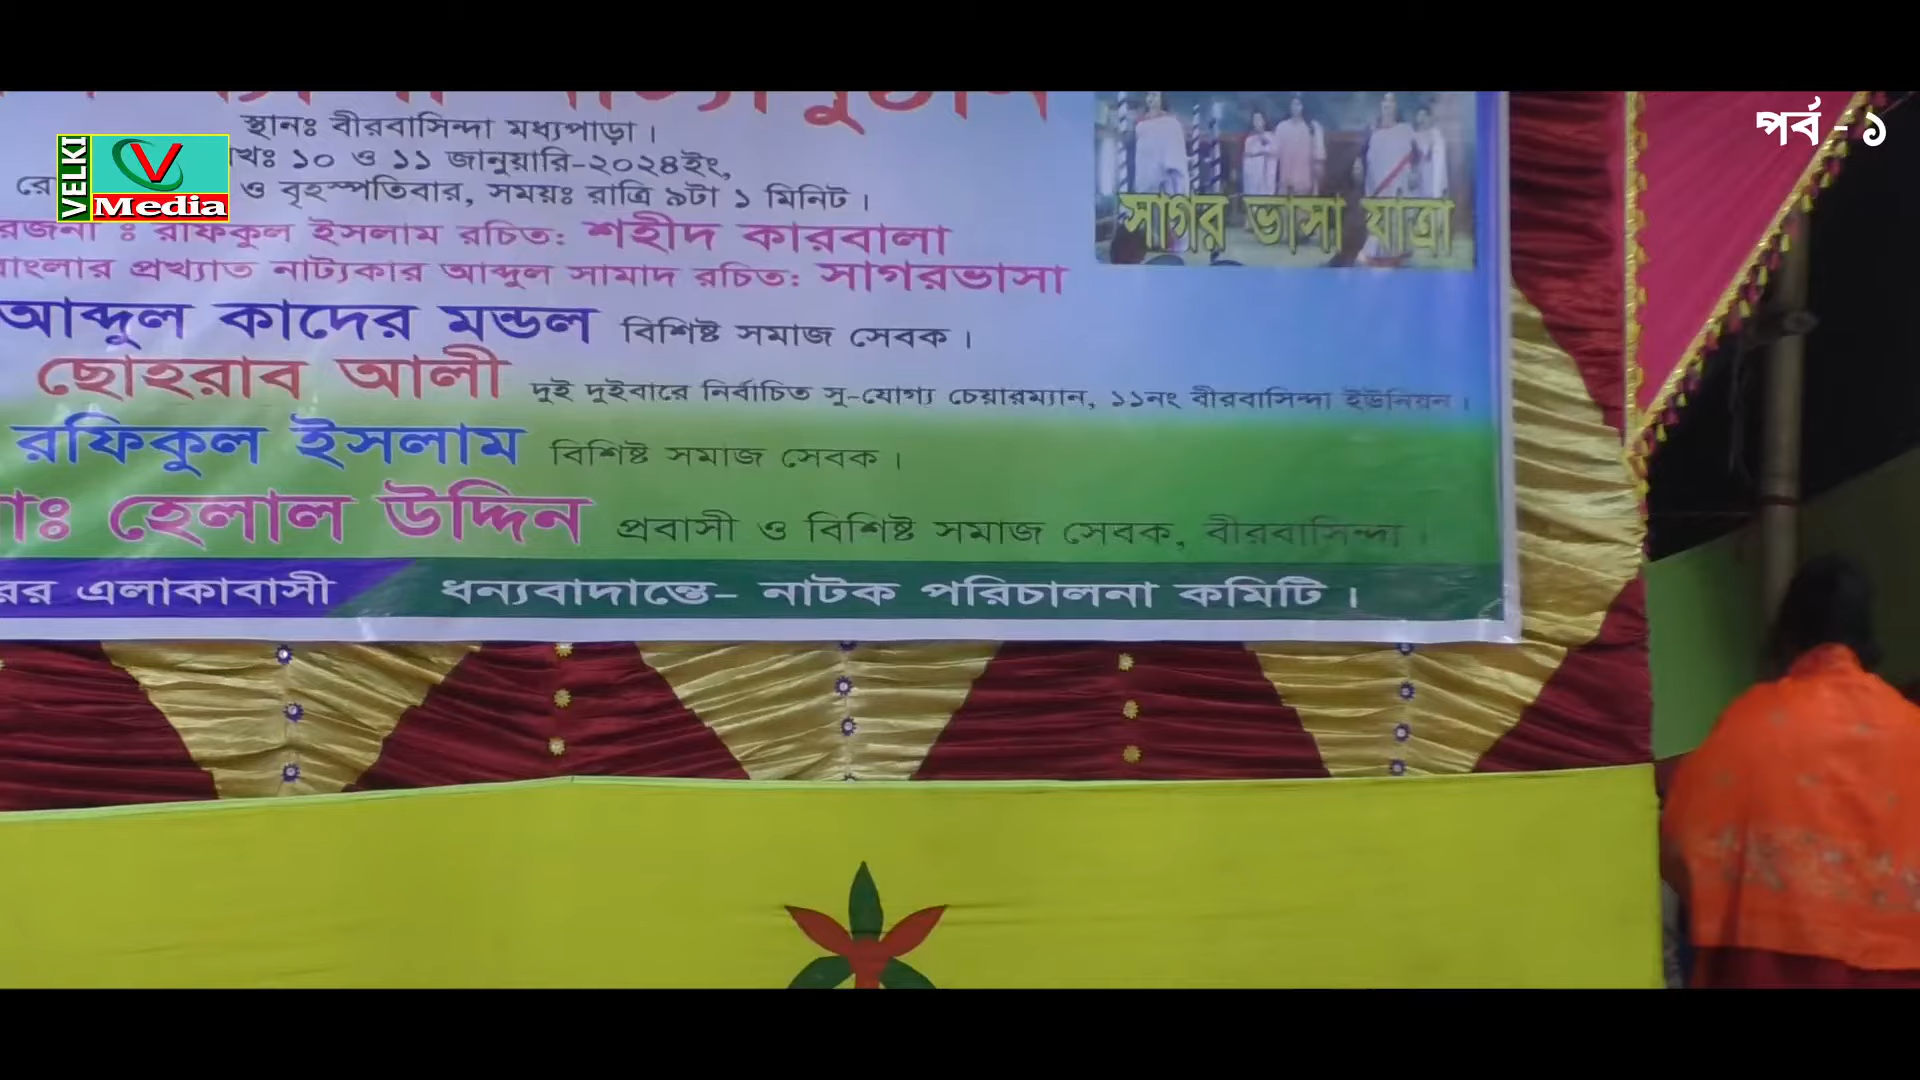 পর্ব - ১
স্থানঃ বীরবাসিন্দা মধ্যপাড়া।
১০ ও ১১ জানুয়ারি-২০২৪ইং,
ও বৃহস্পতিবার, সময়ঃ রাত্রি ৯টা ১ মিনিট।
VELKI
V
Media
সাগর ভাসা যাত্রা
রফিকুল ইসলাম রচিত: শহীদ কারবালা
বাংলার প্রখ্যাত নাট্যকার আব্দুল সামাদ রচিত: সাগরভাসা
আব্দুল কাদের মন্ডল বিশিষ্ট সমাজ সেবক।
ছোহরাব আলী দুই দুইবারে নির্বাচিত সু-যোগ্য চেয়ারম্যান, ১১নং বীরবাসিন্দা ইউনিয়ন।
রফিকুল ইসলাম বিশিষ্ট সমাজ সেবক।
হেলাল উদ্দিন প্রবাসী ও বিশিষ্ট সমাজ সেবক, বীরবাসিন্দা।
এলাকাবাসী ধন্যবাদান্তে- নাটক পরিচালনা কমিটি।